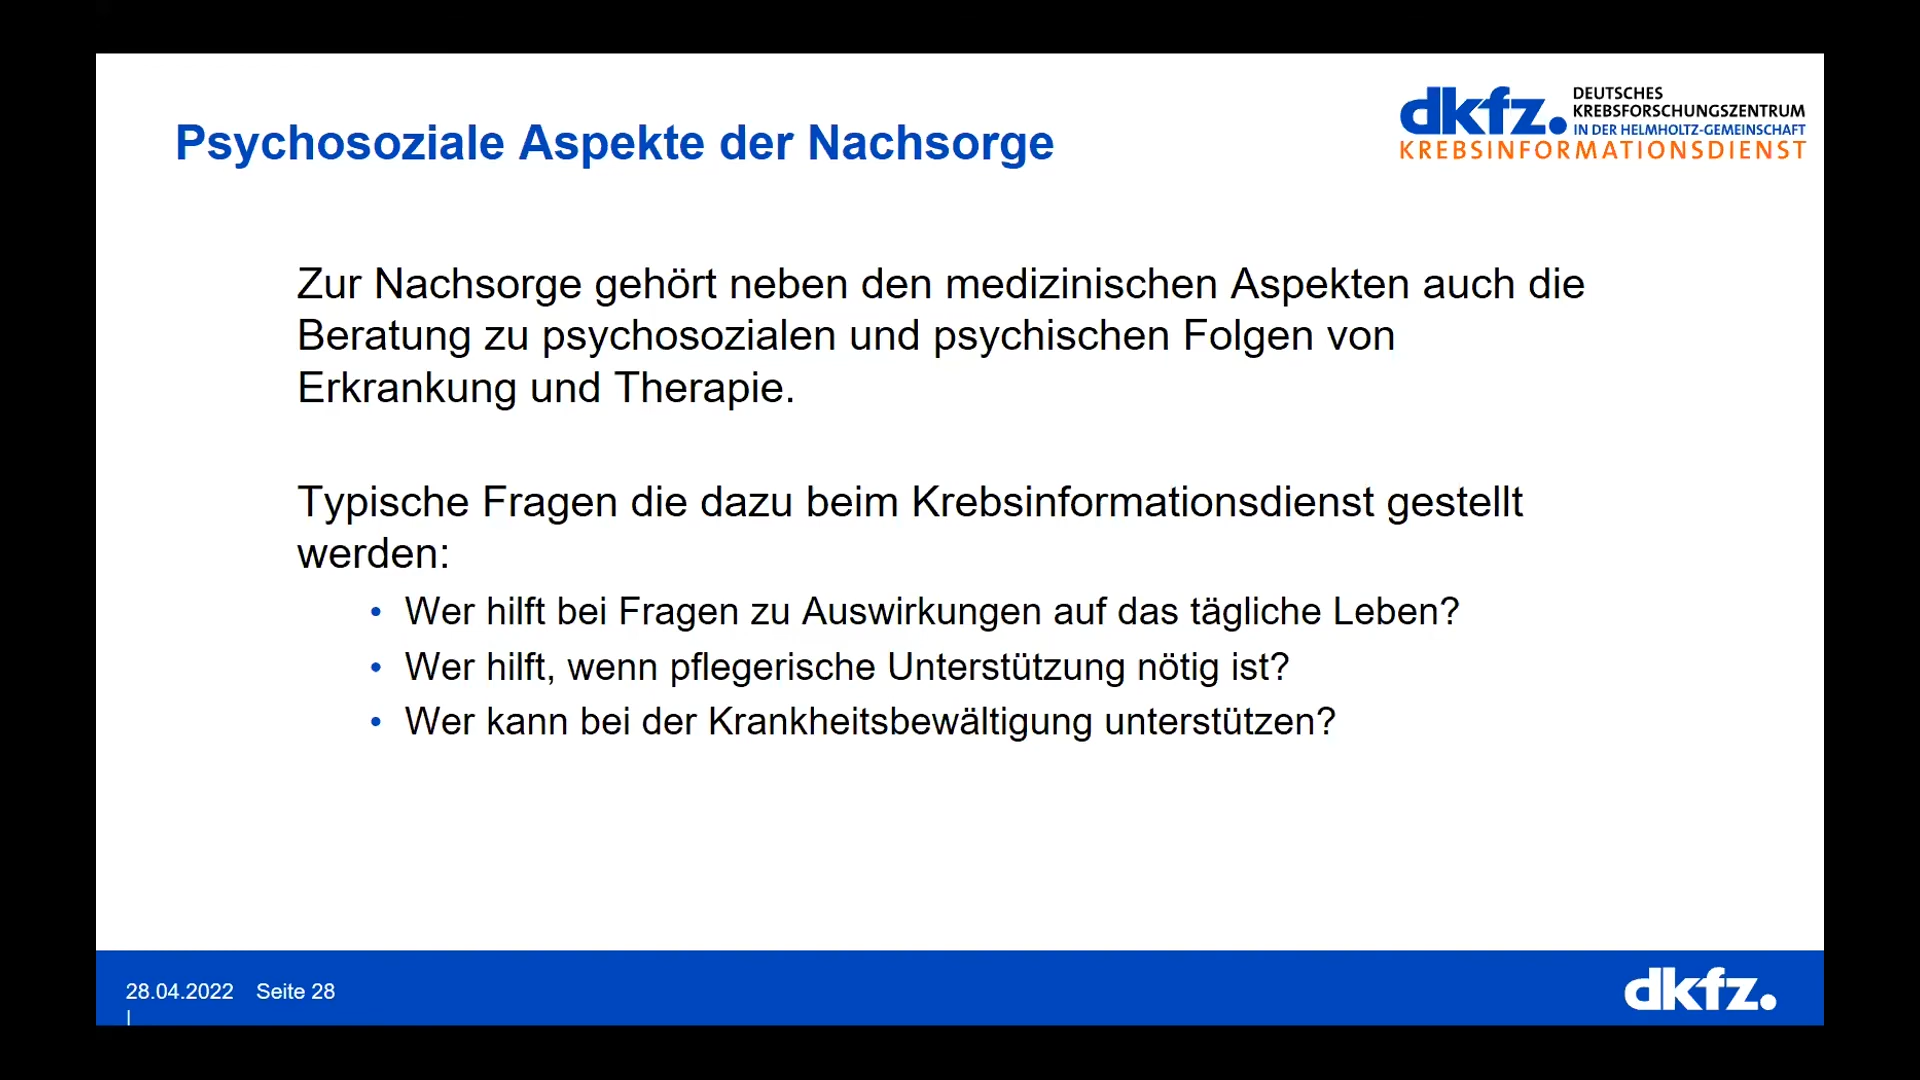 Psychosoziale Aspekte der Nachsorge
dkfz.
DEUTSCHES
KREBSFORSCHUNGSZENTRUM
IN DER HELMHOLTZ-GEMEINSCHAFT
KREBSINFORMATIONSDIENST
Zur Nachsorge gehört neben den medizinischen Aspekten auch die
Beratung zu psychosozialen und psychischen Folgen von
Erkrankung und Therapie.
Typische Fragen die dazu beim Krebsinformationsdienst gestellt
werden:
• Wer hilft bei Fragen zu Auswirkungen auf das tägliche Leben?
• Wer hilft, wenn pflegerische Unterstützung nötig ist?
• Wer kann bei der Krankheitsbewältigung unterstützen?
28.04.2022 Seite 28
|
dkfz.